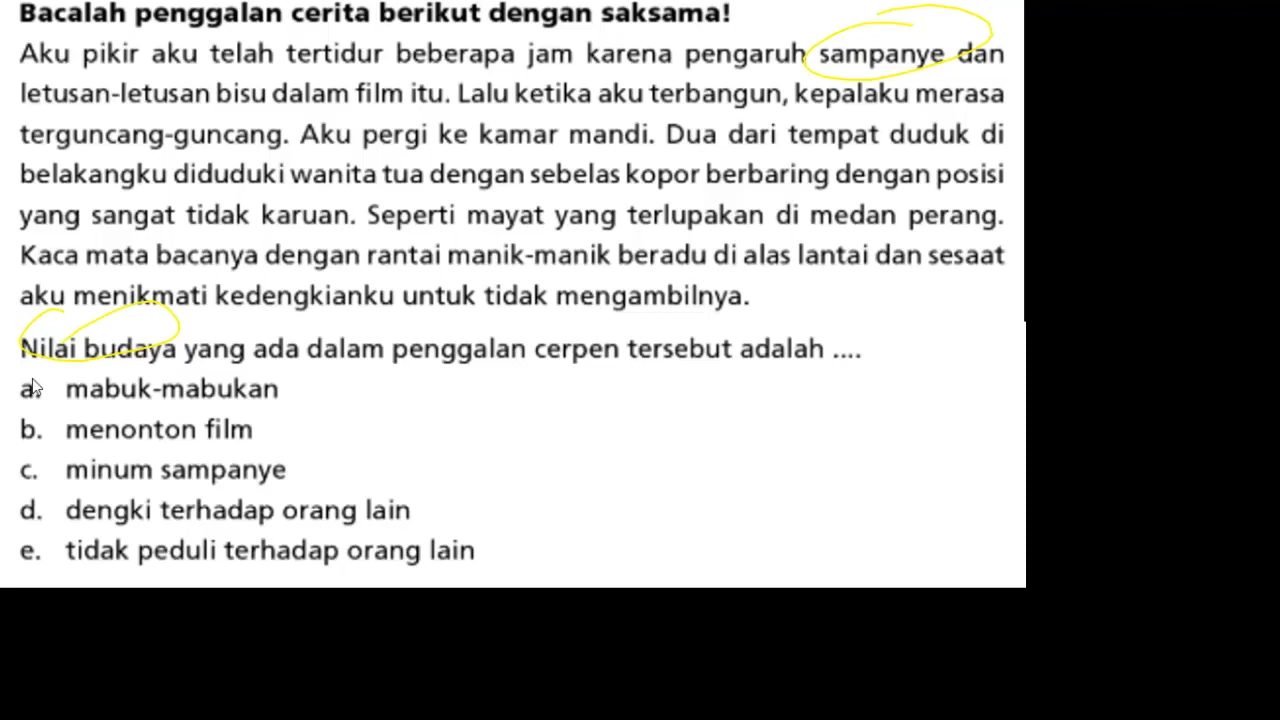 Bacalah penggalan cerita berikut dengan saksama!
Aku pikir aku telah tertidur beberapa jam karena pengaruh sampanye dan
letusan-letusan bisu dalam film itu. Lalu ketika aku terbangun, kepalaku merasa
terguncang-guncang. Aku pergi ke kamar mandi. Dua dari tempat duduk di
belakangku diduduki wanita tua dengan sebelas kopor berbaring dengan posisi
yang sangat tidak karuan. Seperti mayat yang terlupakan di medan perang.
Kaca mata bacanya dengan rantai manik-manik beradu di alas lantai dan sesaat
aku menikmati kedengkianku untuk tidak mengambilnya.
Nilai budaya yang ada dalam penggalan cerpen tersebut adalah ....
a. mabuk-mabukan
b. menonton film
c. minum sampanye
d. dengki terhadap orang lain
e. tidak peduli terhadap orang lain